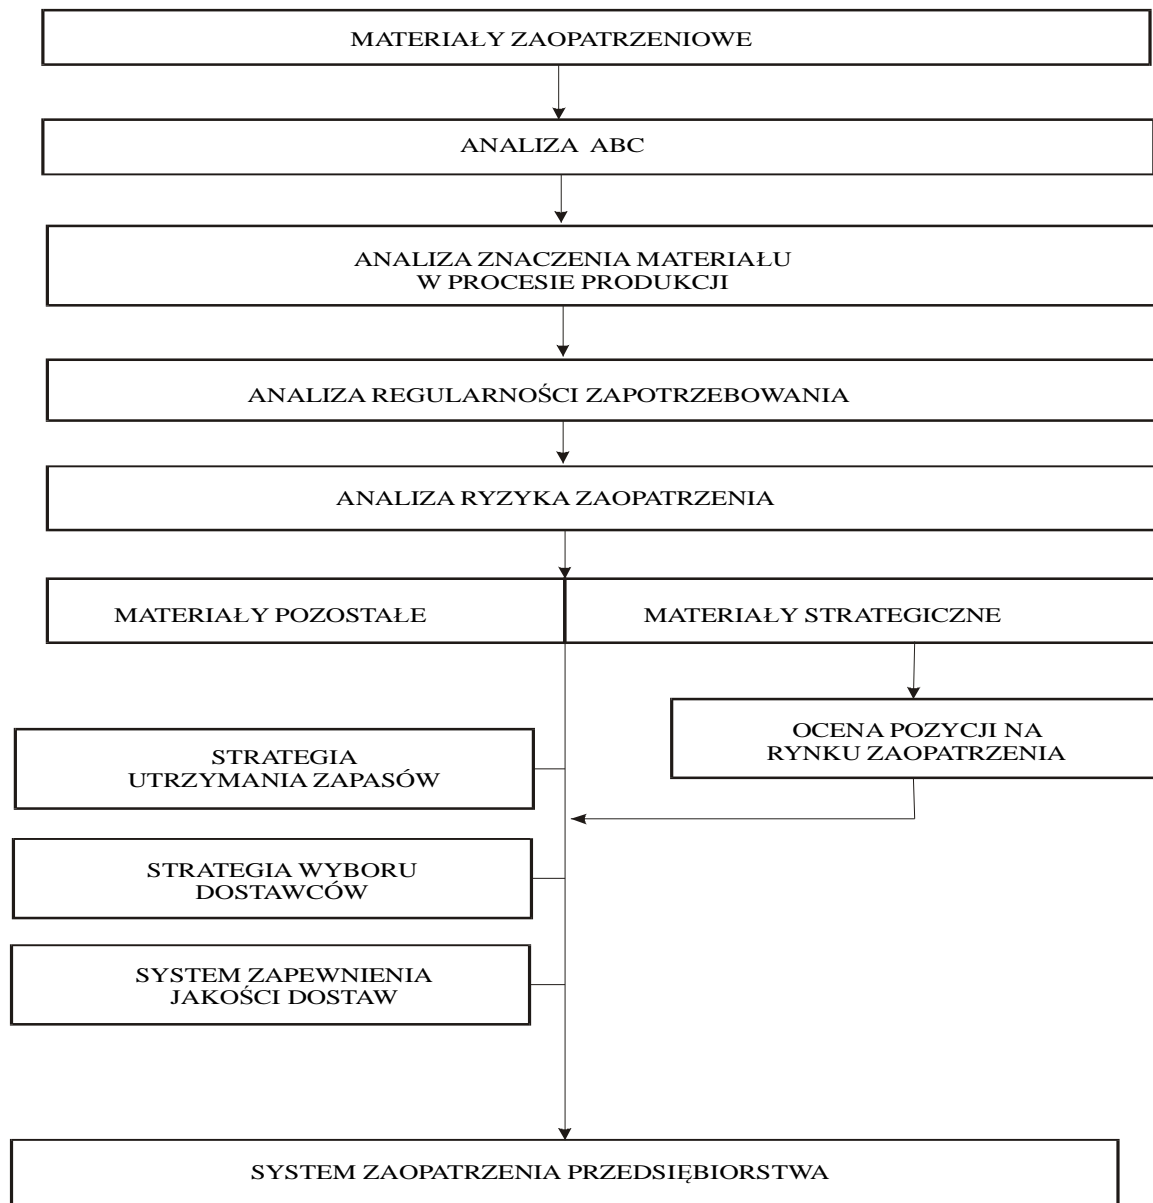 MATERIAŁY ZAOPATRZENIOWE
ANALIZA ABC
ANALIZA ZNACZENIA MATERIAŁU
W PROCESIE PRODUKCJI
ANALIZA REGULARNOŚCI ZAPOTRZEBOWANIA
ANALIZA RYZYKA ZAOPATRZENIA
MATERIAŁY POZOSTAŁE
MATERIAŁY STRATEGICZNE
OCENA POZYCJI NA
RYNKU ZAOPATRZENIA
STRATEGIA
UTRZYMANIA ZAPASÓW
STRATEGIA WYBORU
DOSTAWCÓW
SYSTEM ZAPEWNIENIA
JAKOŚCI DOSTAW
SYSTEM ZAOPATRZENIA PRZEDSIĘBIORSTWA